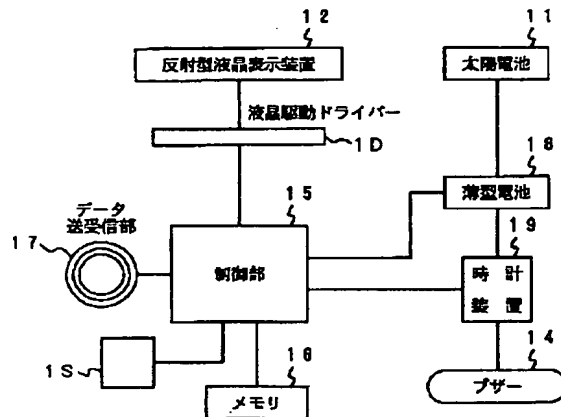 12
反射型液晶表示装置
11
太陽電池
液晶駆動ドライバー
1D
18
薄型電池
データ
送受信部
17
15
制御部
19
時計
装置
1S
16
メモリ
14
ブザー